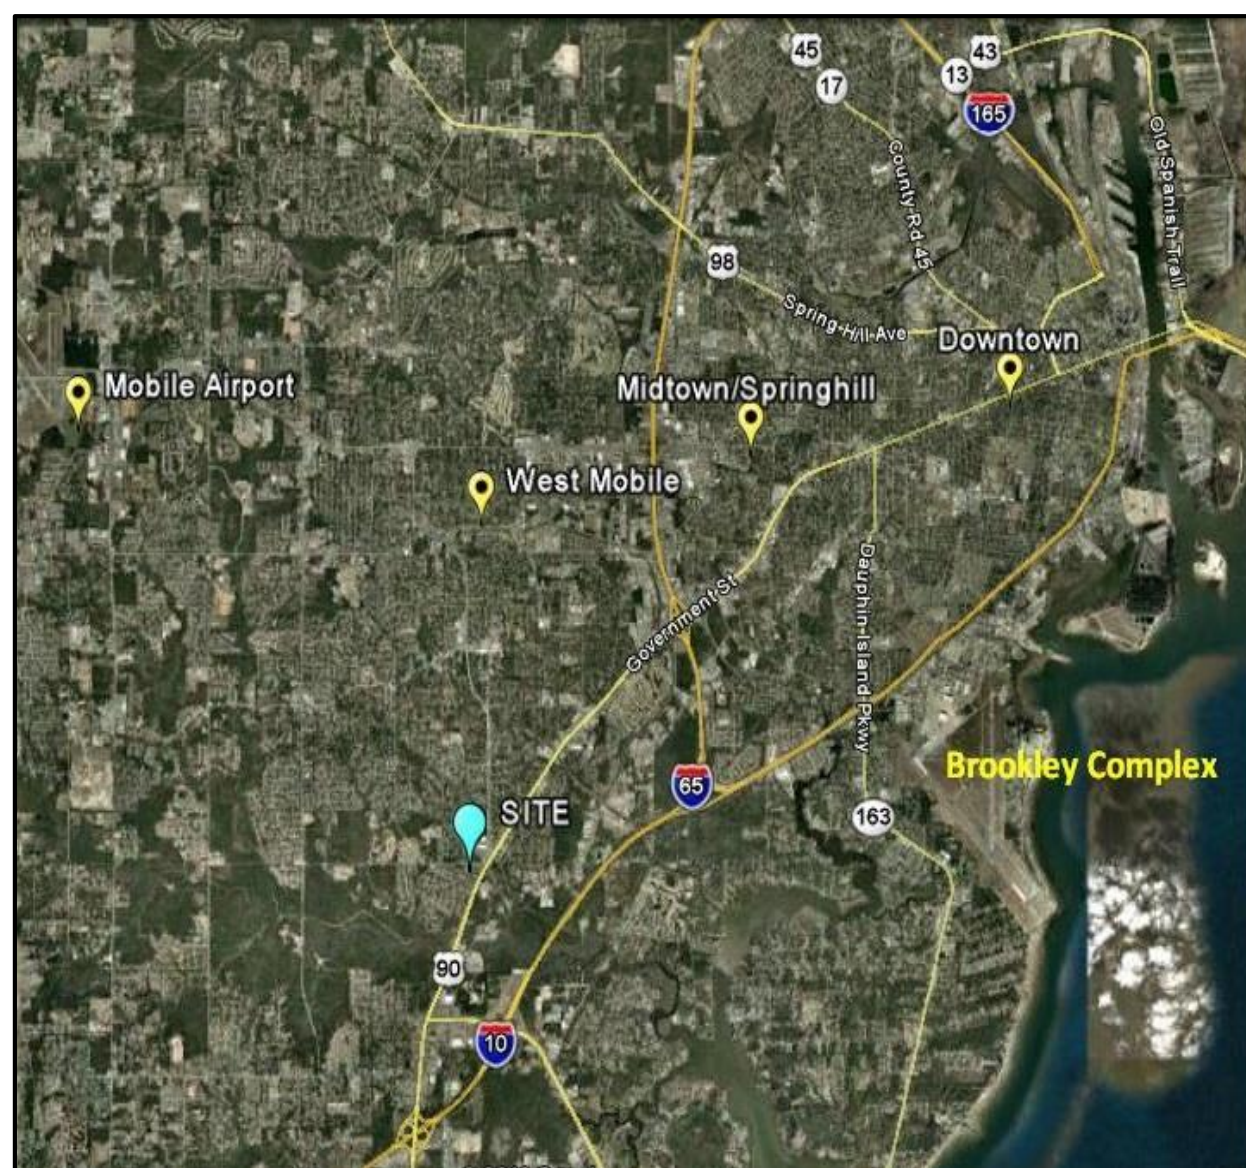 45
43
17
13
165
Old Spanish Trail
County Rd 45
98
Spring Hill Ave
Downtown
Mobile Airport
Midtown/Springhill
West Mobile
Government St
Dauphin Island Pkwy
Brookley Complex
65
SITE
163
90
10